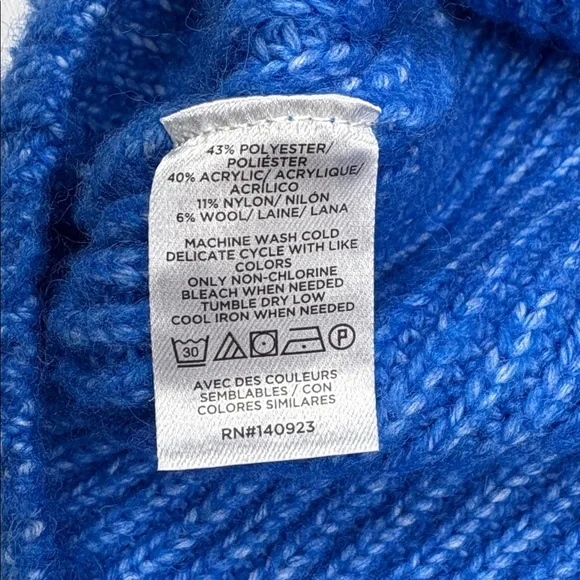 43% POLYESTER/
POLIÉSTER
40% ACRYLIC/ ACRYLIQUE/
ACRÍLICO
11% NYLON/ NILÓN
6% WOOL/ LAINE/ LANA
MACHINE WASH COLD
DELICATE CYCLE WITH LIKE
COLORS
ONLY NON-CHLORINE
BLEACH WHEN NEEDED
TUMBLE DRY LOW
COOL IRON WHEN NEEDED
30 P
AVEC DES COULEURS
SEMBLABLES / CON
COLORES SIMILARES
RN#140923